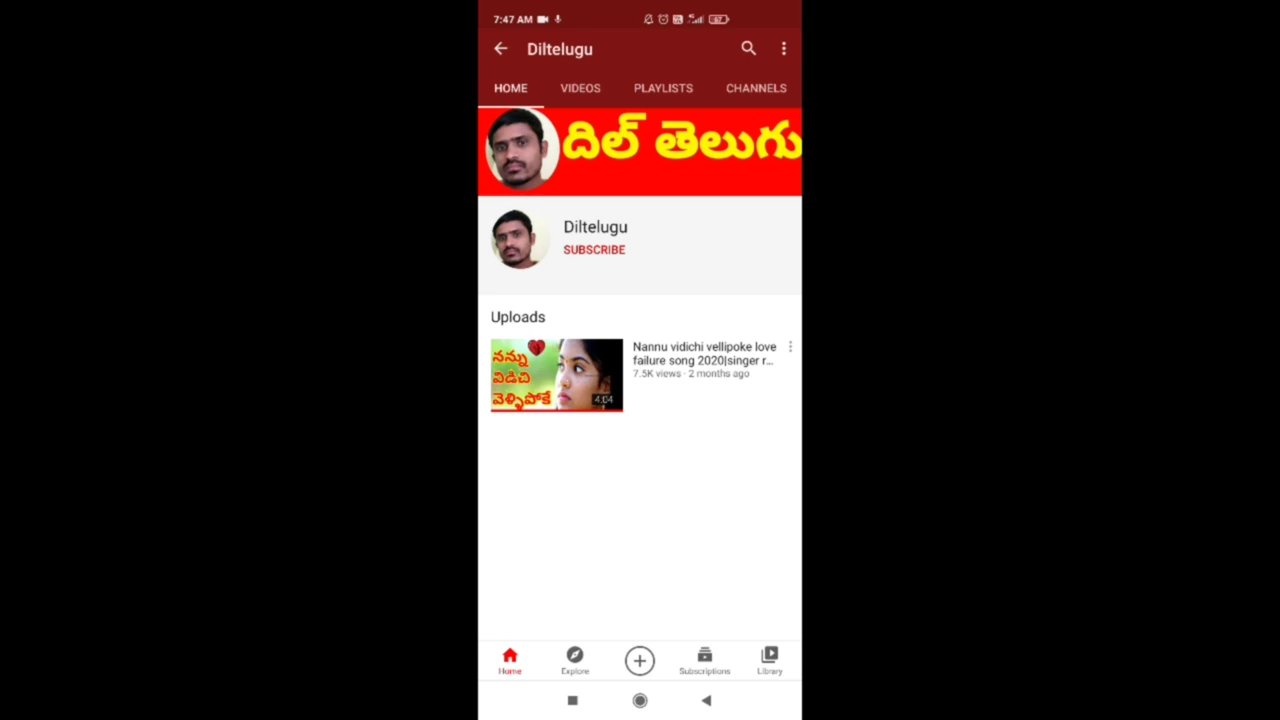 7:47 AM
67
Diltelugu
HOME VIDEOS PLAYLISTS CHANNELS
దిల్ తెలుగు
Diltelugu
SUBSCRIBE
Uploads
నన్ను
విడిచి
వెళ్ళిపోకే
4:04
Nannu vidichi vellipoke love
failure song 2020|singer r...
7.5K views · 2 months ago
Home Explore Subscriptions Library